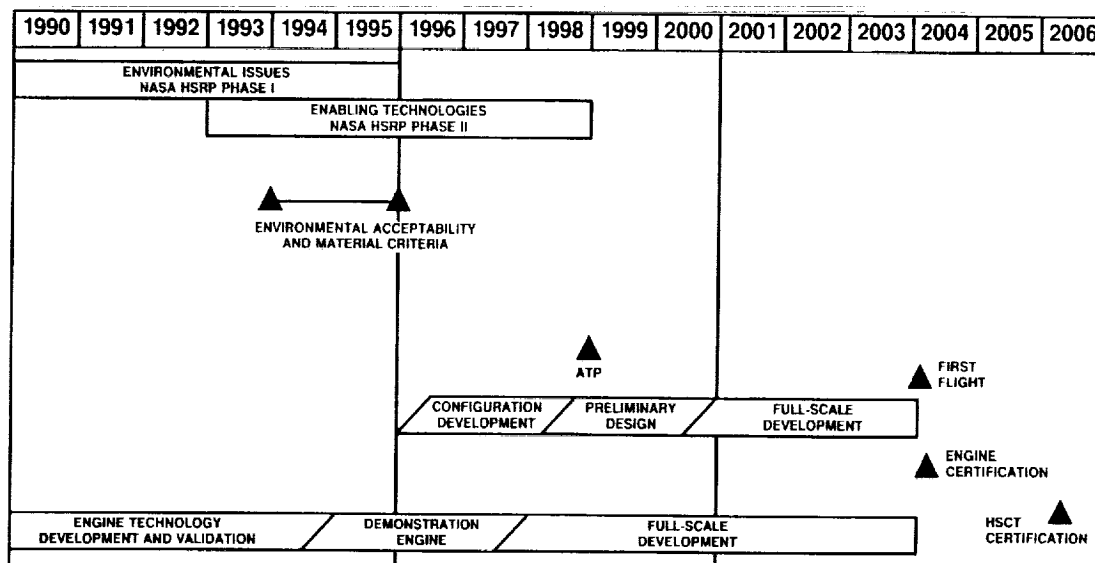 1990 1991 1992 1993 1994 1995 1996 1997 1998 1999 2000 2001 2002 2003 2004 2005 2006
ENVIRONMENTAL ISSUES
NASA HSRP PHASE I
ENABLING TECHNOLOGIES
NASA HSRP PHASE II
ENVIRONMENTAL ACCEPTABILITY
AND MATERIAL CRITERIA
ATP
FIRST
FLIGHT
CONFIGURATION
DEVELOPMENT
PRELIMINARY
DESIGN
FULL-SCALE
DEVELOPMENT
ENGINE
CERTIFICATION
ENGINE TECHNOLOGY
DEVELOPMENT AND VALIDATION
DEMONSTRATION
ENGINE
FULL-SCALE
DEVELOPMENT
HSCT
CERTIFICATION